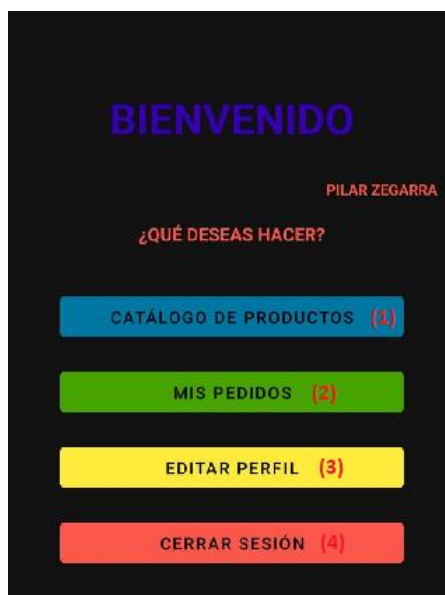 BIENVENIDO
PILAR ZEGARRA
¿QUÉ DESEAS HACER?
CATÁLOGO DE PRODUCTOS (1)
MIS PEDIDOS (2)
EDITAR PERFIL (3)
CERRAR SESIÓN (4)